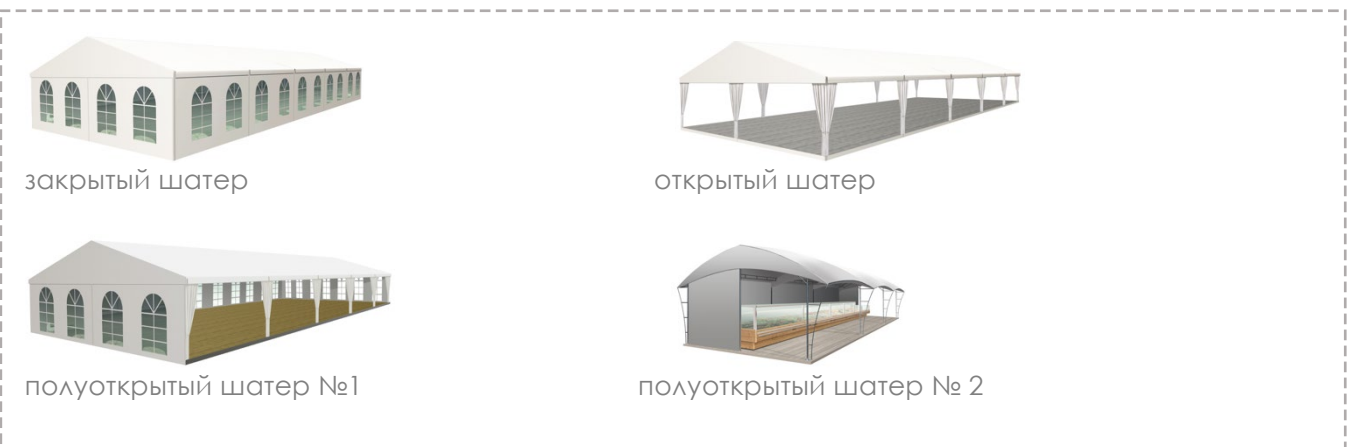 закрытый шатер
открытый шатер
полуоткрытый шатер №1
полуоткрытый шатер № 2